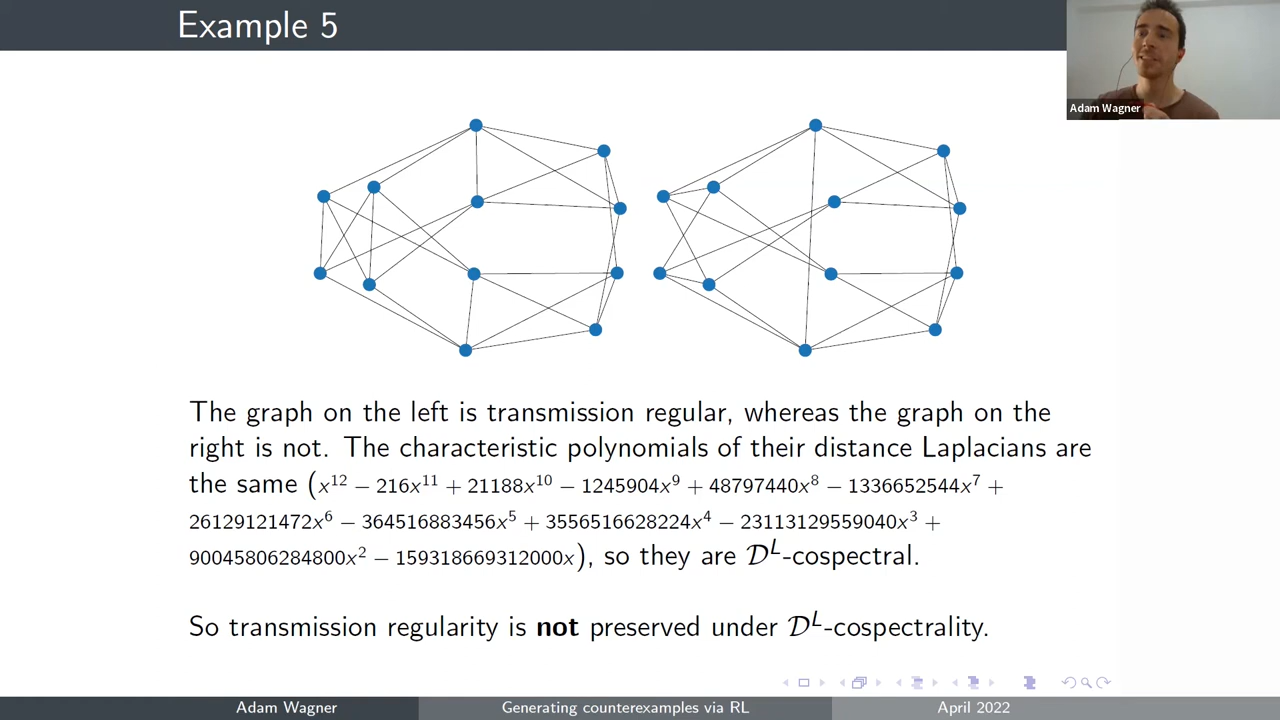 Example 5
Adam Wagner
The graph on the left is transmission regular, whereas the graph on the
right is not. The characteristic polynomials of their distance Laplacians are
the same (x¹² − 216x¹¹ + 21188x¹⁰ − 1245904x⁹ + 48797440x⁸ − 1336652544x⁷ +
26129121472x⁶ − 364516883456x⁵ + 3556516628224x⁴ − 23113129559040x³ +
90045806284800x² − 159318669312000x), so they are 𝒟ᴸ-cospectral.
So transmission regularity is not preserved under 𝒟ᴸ-cospectrality.
Adam Wagner Generating counterexamples via RL April 2022